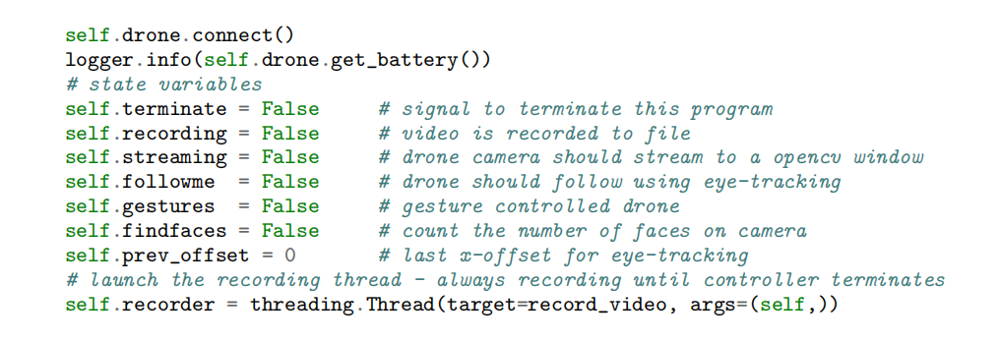 self.drone.connect()
logger.info(self.drone.get_battery())
# state variables
self.terminate = False     # signal to terminate this program
self.recording = False     # video is recorded to file
self.streaming = False     # drone camera should stream to a opencv window
self.followme  = False     # drone should follow using eye-tracking
self.gestures  = False     # gesture controlled drone
self.findfaces = False     # count the number of faces on camera
self.prev_offset = 0       # last x-offset for eye-tracking
# launch the recording thread - always recording until controller terminates
self.recorder = threading.Thread(target=record_video, args=(self,))